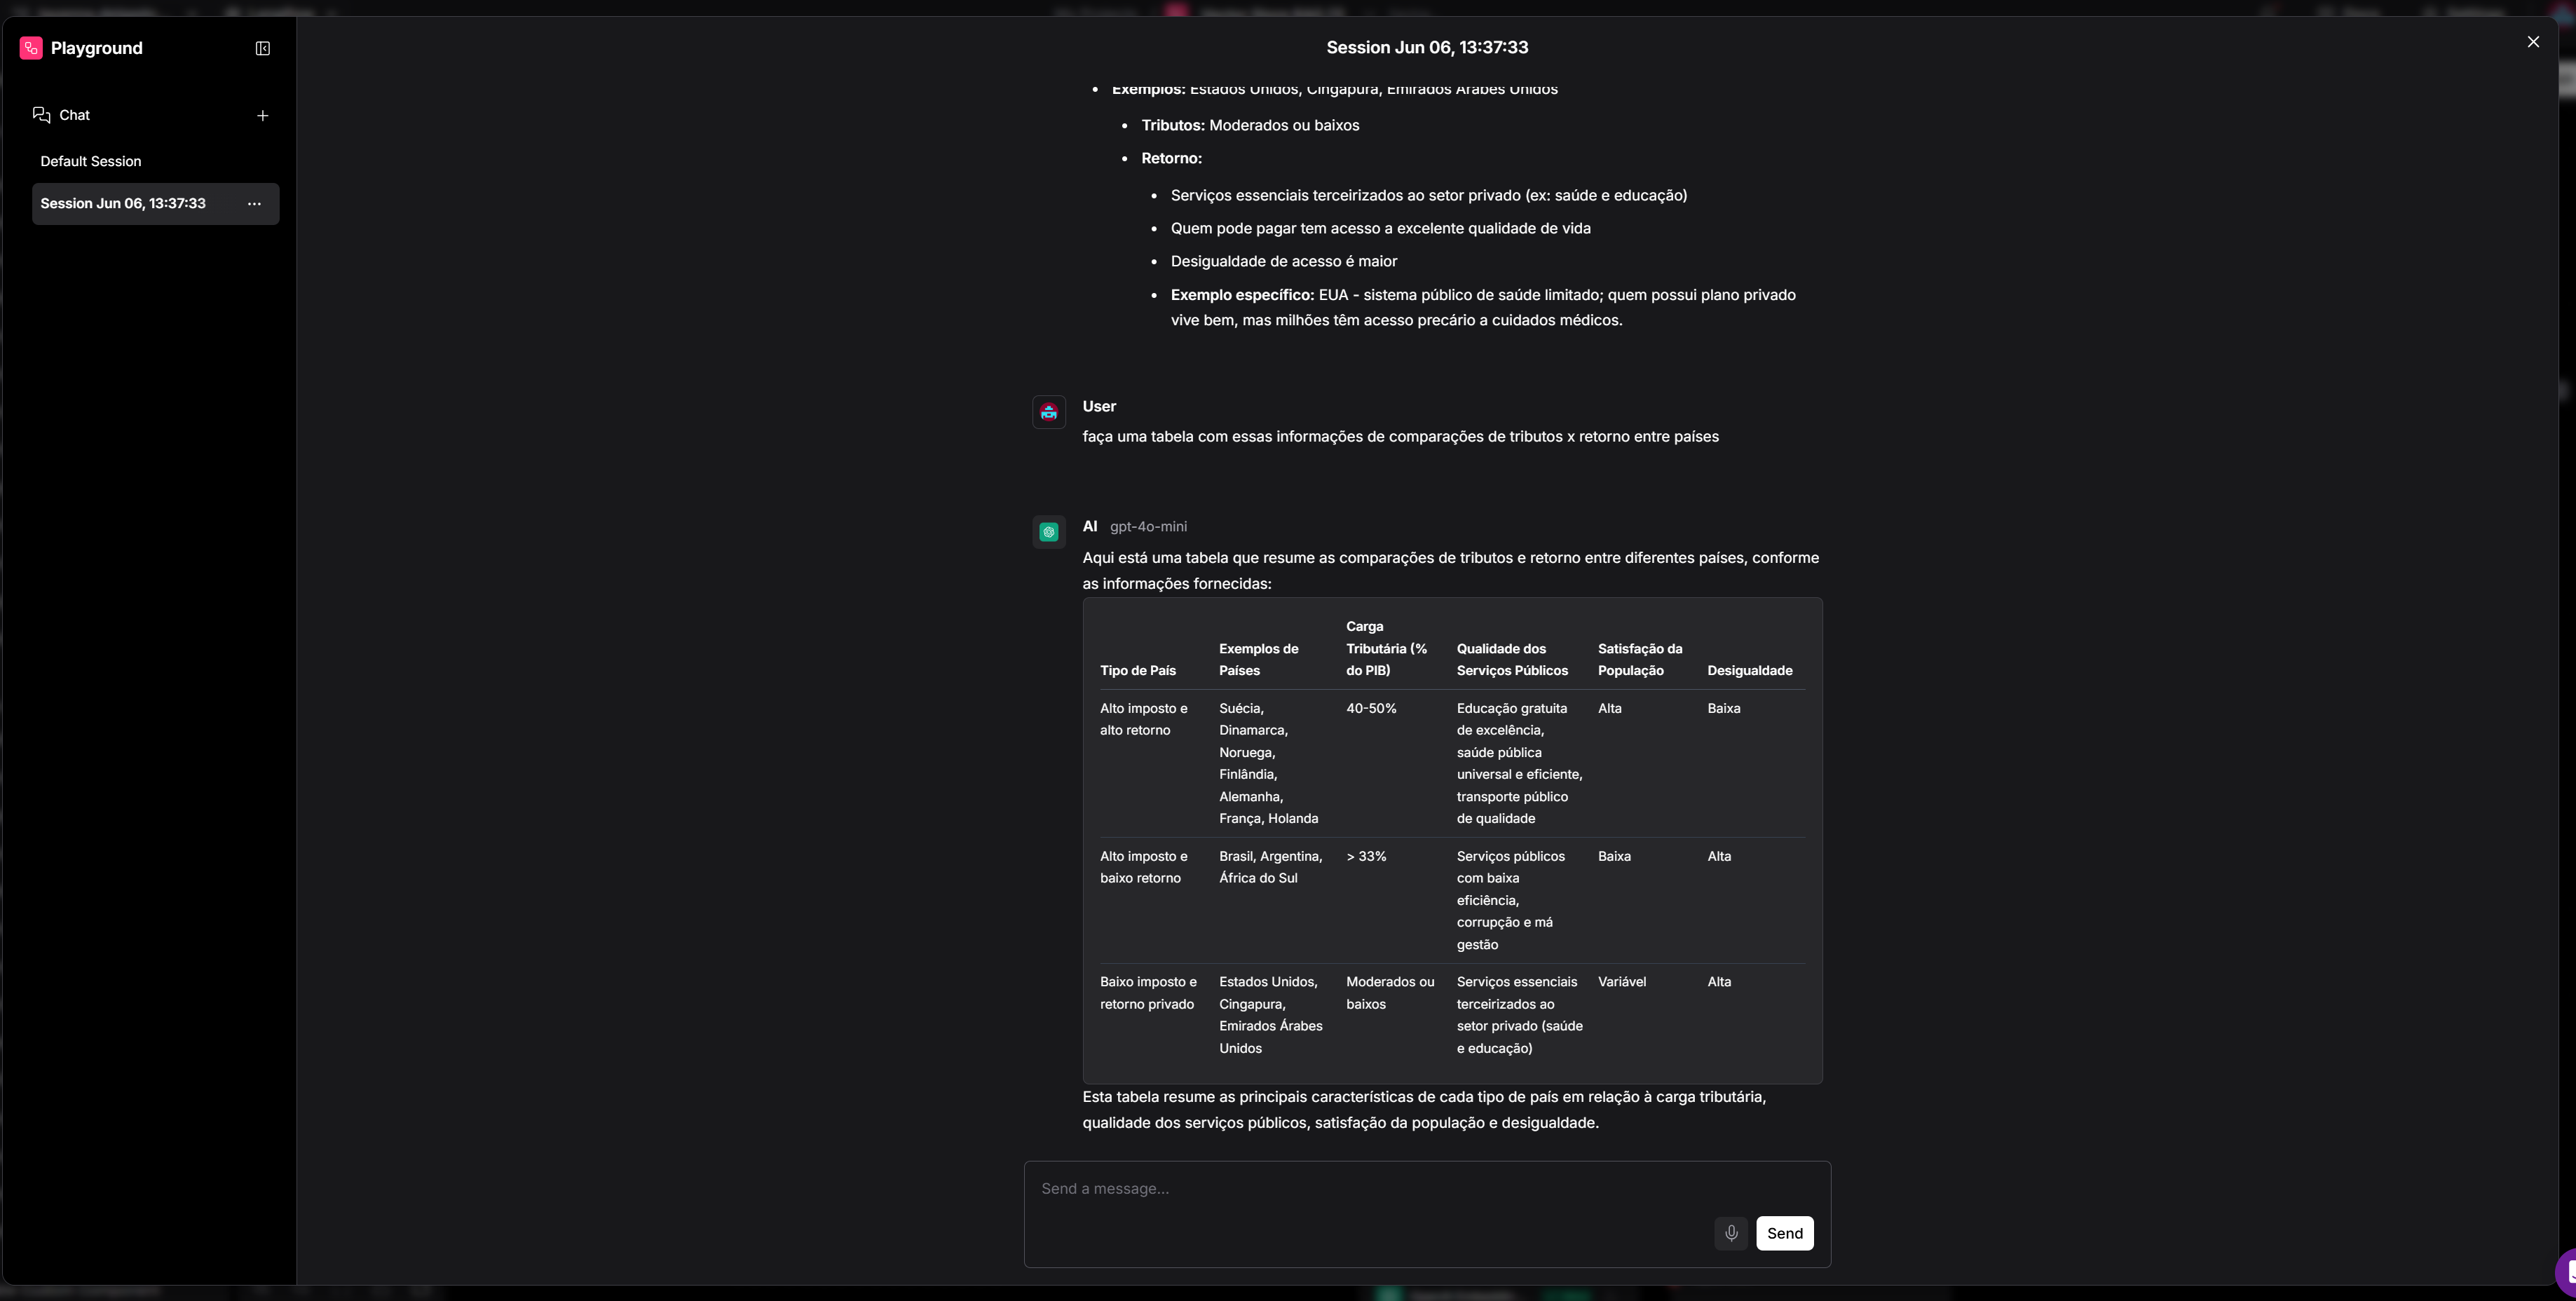 Playground
Session Jun 06, 13:37:33
Chat
Default Session
Session Jun 06, 13:37:33
Exemplos: Estados Unidos, Cingapura, Emirados Árabes Unidos
Tributos: Moderados ou baixos
Retorno:
Serviços essenciais terceirizados ao setor privado (ex: saúde e educação)
Quem pode pagar tem acesso a excelente qualidade de vida
Desigualdade de acesso é maior
Exemplo específico: EUA - sistema público de saúde limitado; quem possui plano privado
vive bem, mas milhões têm acesso precário a cuidados médicos.
User
faça uma tabela com essas informações de comparações de tributos x retorno entre países
AI gpt-4o-mini
Aqui está uma tabela que resume as comparações de tributos e retorno entre diferentes países, conforme
as informações fornecidas:
Tipo de País
Exemplos de
Países
Carga
Tributária (%
do PIB)
Qualidade dos
Serviços Públicos
Satisfação da
População
Desigualdade
Alto imposto e
alto retorno
Suécia,
Dinamarca,
Noruega,
Finlândia,
Alemanha,
França, Holanda
40-50%
Educação gratuita
de excelência,
saúde pública
universal e eficiente,
transporte público
de qualidade
Alta
Baixa
Alto imposto e
baixo retorno
Brasil, Argentina,
África do Sul
> 33%
Serviços públicos
com baixa
eficiência,
corrupção e má
gestão
Baixa
Alta
Baixo imposto e
retorno privado
Estados Unidos,
Cingapura,
Emirados Árabes
Unidos
Moderados ou
baixos
Serviços essenciais
terceirizados ao
setor privado (saúde
e educação)
Variável
Alta
Esta tabela resume as principais características de cada tipo de país em relação à carga tributária,
qualidade dos serviços públicos, satisfação da população e desigualdade.
Send a message...
Send